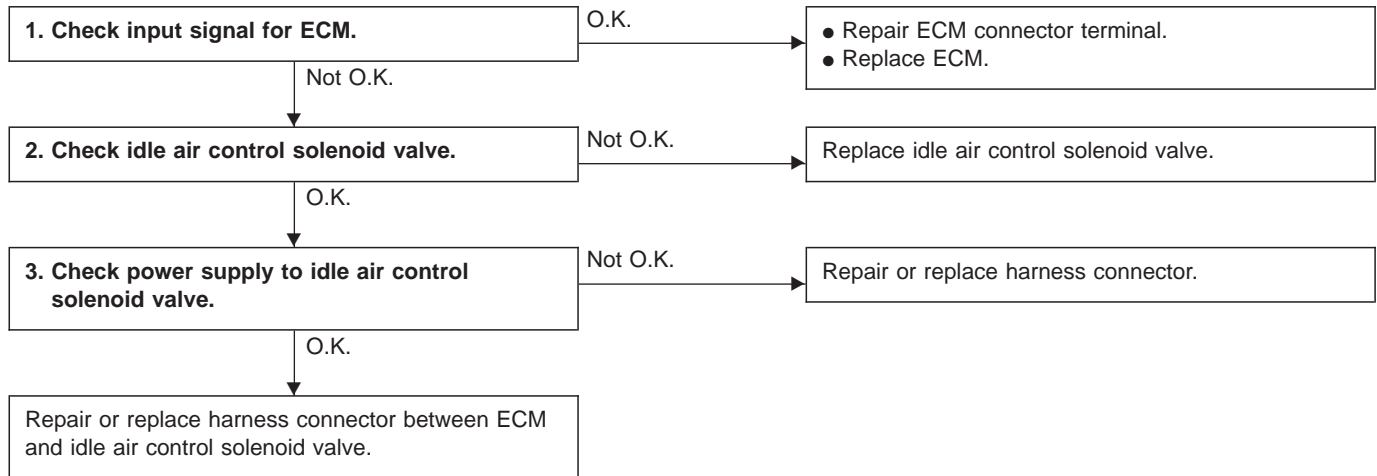 1. Check input signal for ECM.
O.K.
● Repair ECM connector terminal.
● Replace ECM.
Not O.K.
2. Check idle air control solenoid valve.
Not O.K.
Replace idle air control solenoid valve.
O.K.
3. Check power supply to idle air control
solenoid valve.
Not O.K.
Repair or replace harness connector.
O.K.
Repair or replace harness connector between ECM
and idle air control solenoid valve.